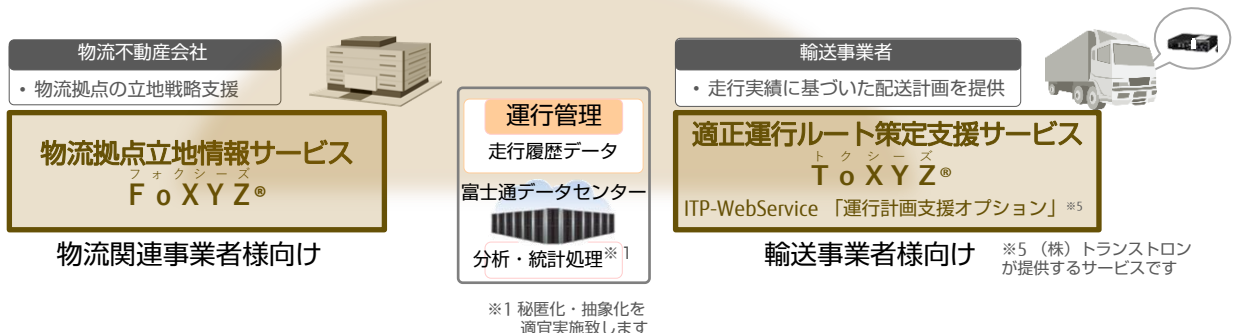 物流不動産会社
• 物流拠点の立地戦略支援
物流拠点立地情報サービス
フォクシーズ
FoXYZ®
物流関連事業者様向け
運行管理
走行履歴データ
富士通データセンター
分析・統計処理※1
※1 秘匿化・抽象化を
適宜実施致します
輸送事業者
• 走行実績に基づいた配送計画を提供
適正運行ルート策定支援サービス
トクシーズ
ToXYZ®
ITP-WebService 「運行計画支援オプション」※5
輸送事業者様向け
※5 （株）トランストロン
が提供するサービスです